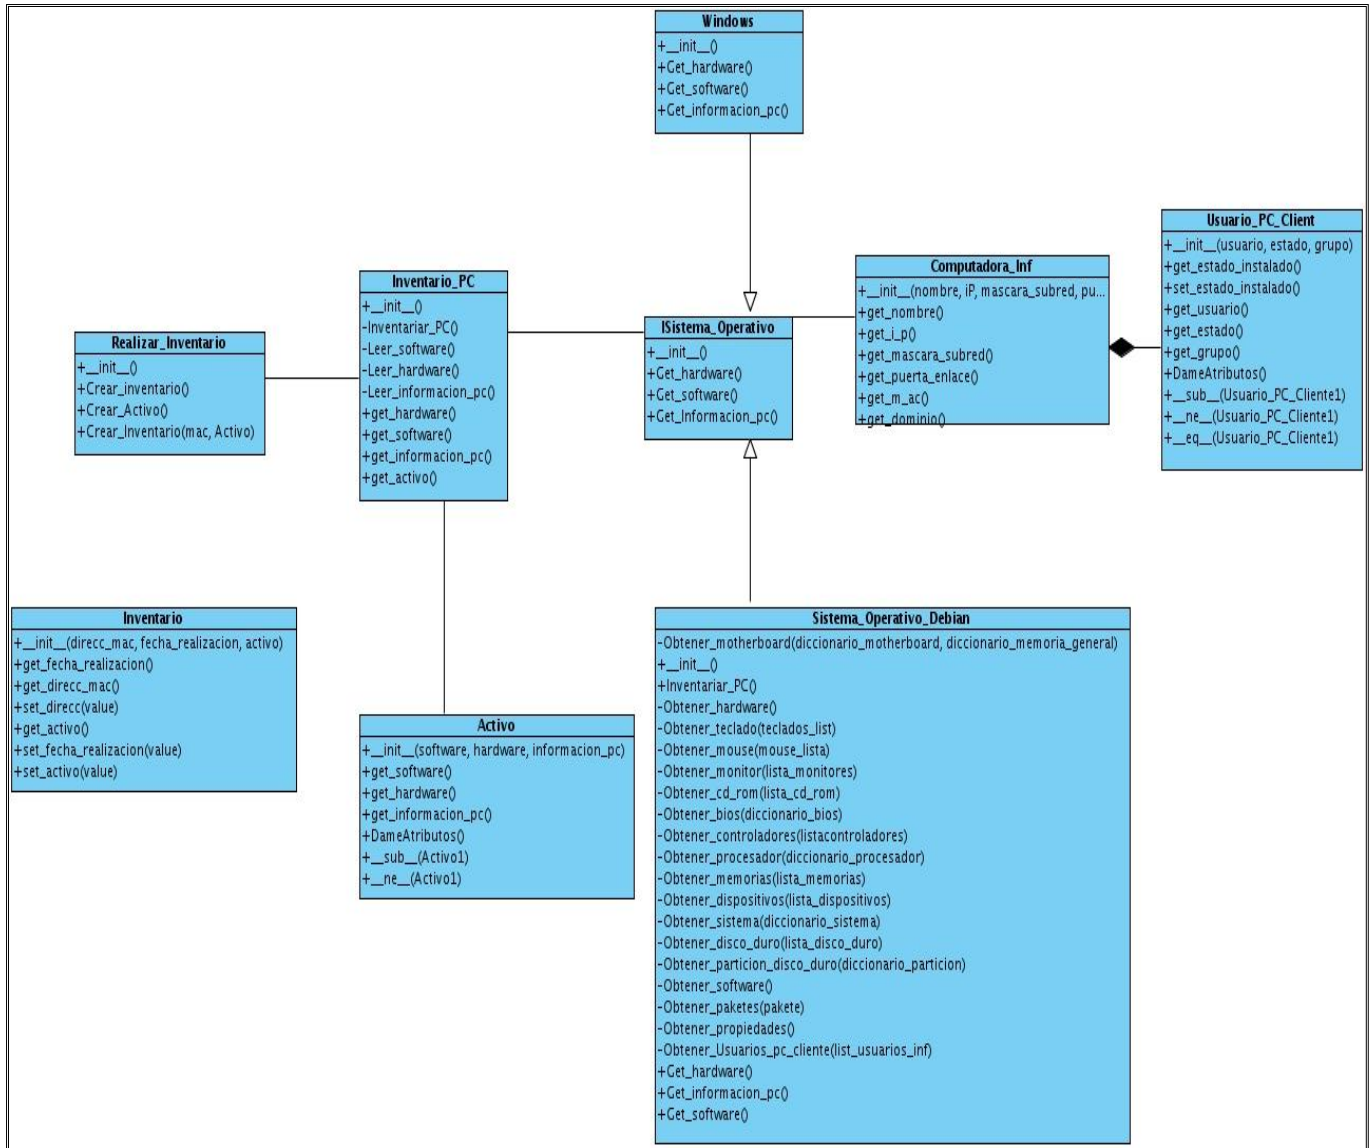 Windows
+__init__()
+Get_hardware()
+Get_software()
+Get_informacion_pc()
Usuario_PC_Client
+__init__(usuario, estado, grupo)
+get_estado_instalado()
+set_estado_instalado()
+get_usuario()
+get_estado()
+get_grupo()
+DameAtributos()
+__sub__(Usuario_PC_Cliente1)
+__ne__(Usuario_PC_Cliente1)
+__eq__(Usuario_PC_Cliente1)
Computadora_Inf
+__init__(nombre, iP, mascara_subred, pu...
+get_nombre()
+get_i_p()
+get_mascara_subred()
+get_puerta_enlace()
+get_m_ac()
+get_dominio()
Inventario_PC
+__init__()
-Inventariar_PC()
-Leer_software()
-Leer_hardware()
-Leer_informacion_pc()
+get_hardware()
+get_software()
+get_informacion_pc()
+get_activo()
ISistema_Operativo
+__init__()
+Get_hardware()
+Get_software()
+Get_Informacion_pc()
Realizar_Inventario
+__init__()
+Crear_inventario()
+Crear_Activo()
+Crear_Inventario(mac, Activo)
Inventario
+__init__(direcc_mac, fecha_realizacion, activo)
+get_fecha_realizacion()
+get_direcc_mac()
+set_direcc(value)
+get_activo()
+set_fecha_realizacion(value)
+set_activo(value)
Activo
+__init__(software, hardware, informacion_pc)
+get_software()
+get_hardware()
+get_informacion_pc()
+DameAtributos()
+__sub__(Activo1)
+__ne__(Activo1)
Sistema_Operativo_Debian
-Obtener_motherboard(diccionario_motherboard, diccionario_memoria_general)
+__init__()
+Inventariar_PC()
-Obtener_hardware()
-Obtener_teclado(teclados_list)
-Obtener_mouse(mouse_lista)
-Obtener_monitor(lista_monitores)
-Obtener_cd_rom(lista_cd_rom)
-Obtener_bios(diccionario_bios)
-Obtener_controladores(listacontroladores)
-Obtener_procesador(diccionario_procesador)
-Obtener_memorias(lista_memorias)
-Obtener_dispositivos(lista_dispositivos)
-Obtener_sistema(diccionario_sistema)
-Obtener_disco_duro(lista_disco_duro)
-Obtener_particion_disco_duro(diccionario_particion)
-Obtener_software()
-Obtener_paketes(pakete)
-Obtener_propiedades()
-Obtener_Usuarios_pc_cliente(list_usuarios_inf)
+Get_hardware()
+Get_informacion_pc()
+Get_software()